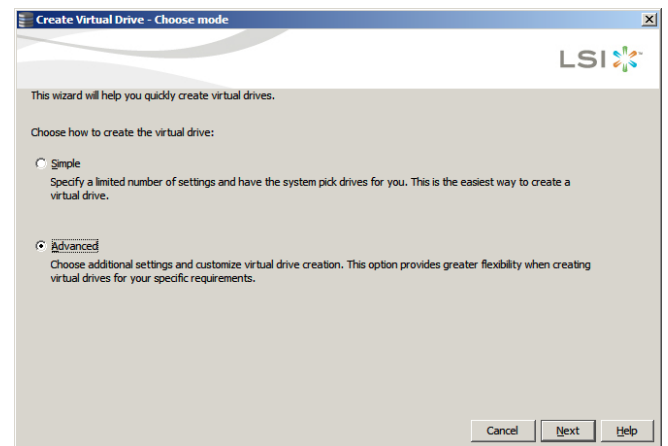 Create Virtual Drive - Choose mode
LSI
This wizard will help you quickly create virtual drives.
Choose how to create the virtual drive:
Simple
Specify a limited number of settings and have the system pick drives for you. This is the easiest way to create a
virtual drive.
Advanced
Choose additional settings and customize virtual drive creation. This option provides greater flexibility when creating
virtual drives for your specific requirements.
Cancel Next Help